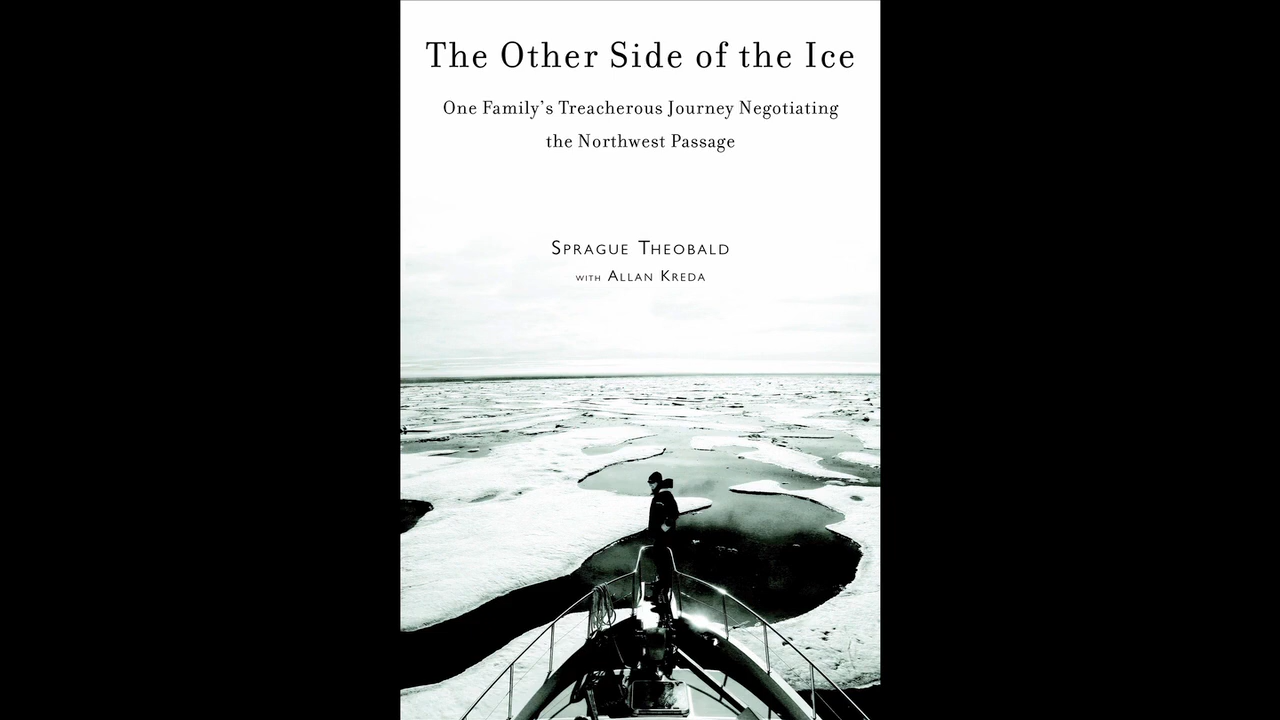 The Other Side of the Ice
One Family's Treacherous Journey Negotiating
the Northwest Passage
Sprague Theobald
with Allan Kreda